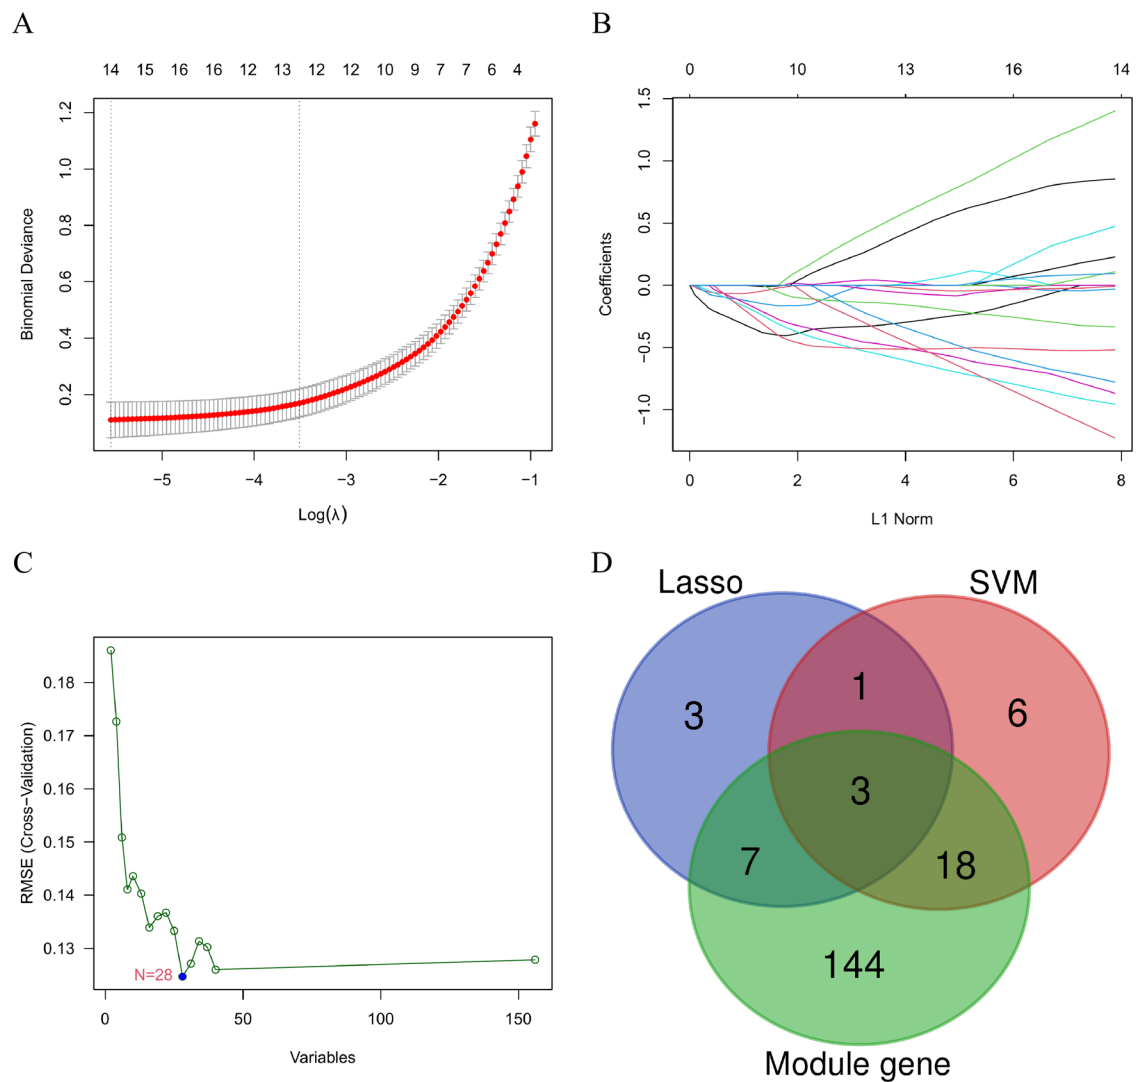 A
14 15 16 16 12 13 12 12 10 9 7 7 6 4
1.2
1.0
0.8
0.6
0.4
0.2
Binomial Deviance
−5 −4 −3 −2 −1
Log(λ)
B
0 10 13 16 14
1.5
1.0
0.5
0.0
−0.5
−1.0
Coefficients
0 2 4 6 8
L1 Norm
C
0.18
0.17
0.16
0.15
0.14
0.13
RMSE (Cross−Validation)
N=28
0 50 100 150
Variables
D
Lasso SVM
1
3 6
3
7 18
144
Module gene